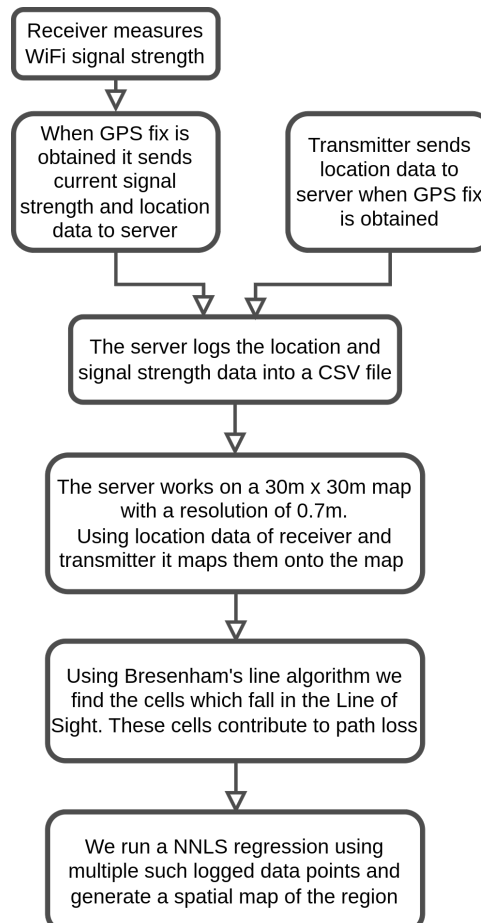 Receiver measures
WiFi signal strength
When GPS fix is
obtained it sends
current signal
strength and location
data to server
Transmitter sends
location data to
server when GPS fix
is obtained
The server logs the location and
signal strength data into a CSV file
The server works on a 30m x 30m map
with a resolution of 0.7m.
Using location data of receiver and
transmitter it maps them onto the map
Using Bresenham's line algorithm we
find the cells which fall in the Line of
Sight. These cells contribute to path loss
We run a NNLS regression using
multiple such logged data points and
generate a spatial map of the region